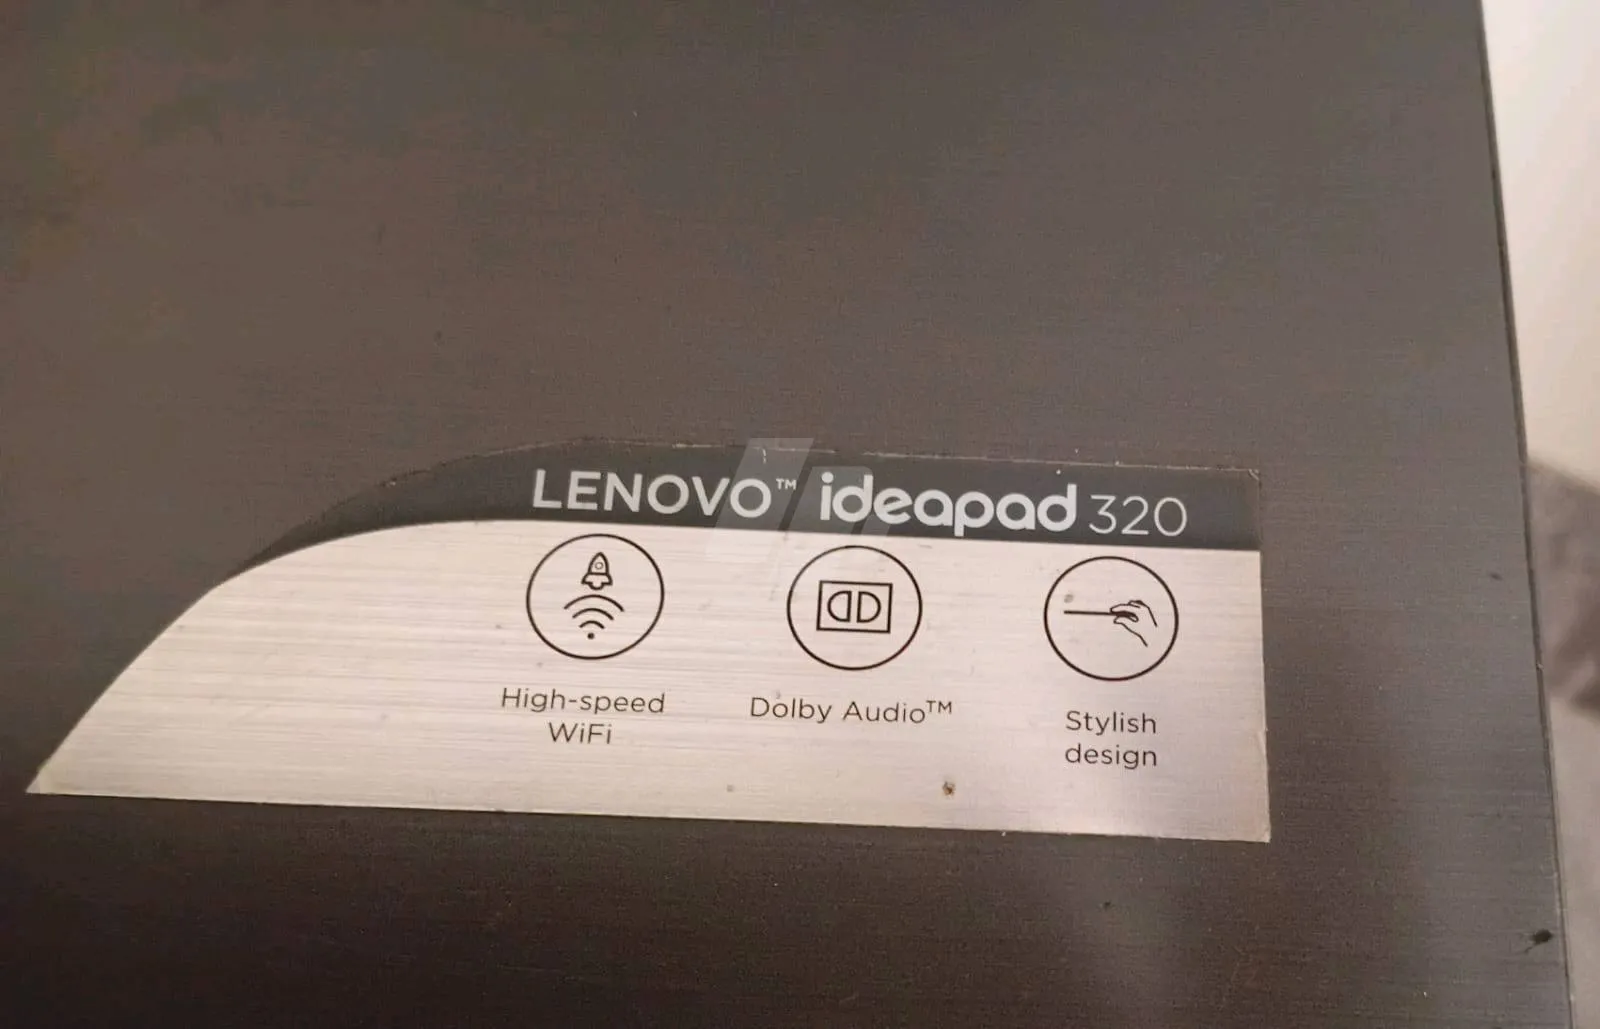 LENOVO™ ideapad 320
High-speed
WiFi
Dolby Audio™
Stylish
design